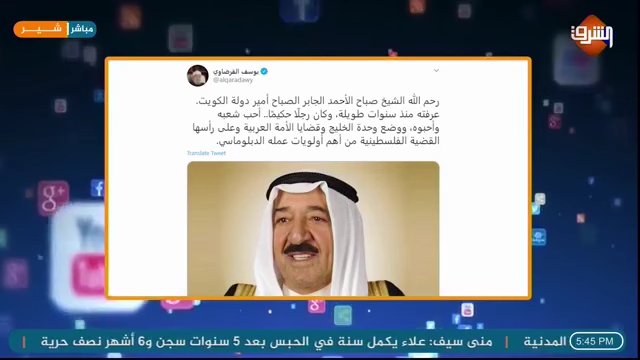 مباشر
شير
الشرق
يوسف القرضاوي
@alqaradawy
رحم الله الشيخ صباح الأحمد الجابر الصباح أمير دولة الكويت.
عرفته منذ سنوات طويلة، وكان رجلًا حكيمًا.. أحب شعبه
وأحبوه، ووضع وحدة الخليج وقضايا الأمة العربية وعلى رأسها
القضية الفلسطينية من أهم أولويات عمله الدبلوماسي.
Translate Tweet
المدنية | منى سيف: علاء يكمل سنة في الحبس بعد 5 سنوات سجن و6 أشهر نصف حرية
5:45 PM